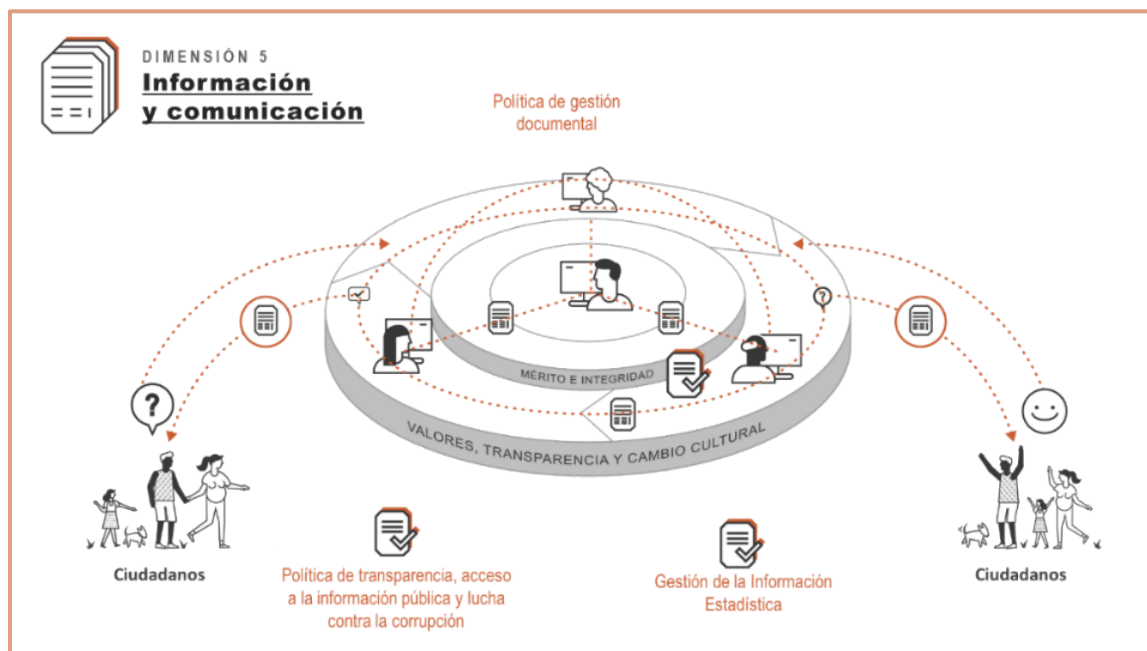 DIMENSIÓN 5
Información
y comunicación
Política de gestión
documental
?
MÉRITO E INTEGRIDAD
VALORES, TRANSPARENCIA Y CAMBIO CULTURAL
?
Ciudadanos
Ciudadanos
Política de transparencia, acceso
a la información pública y lucha
contra la corrupción
Gestión de la Información
Estadística